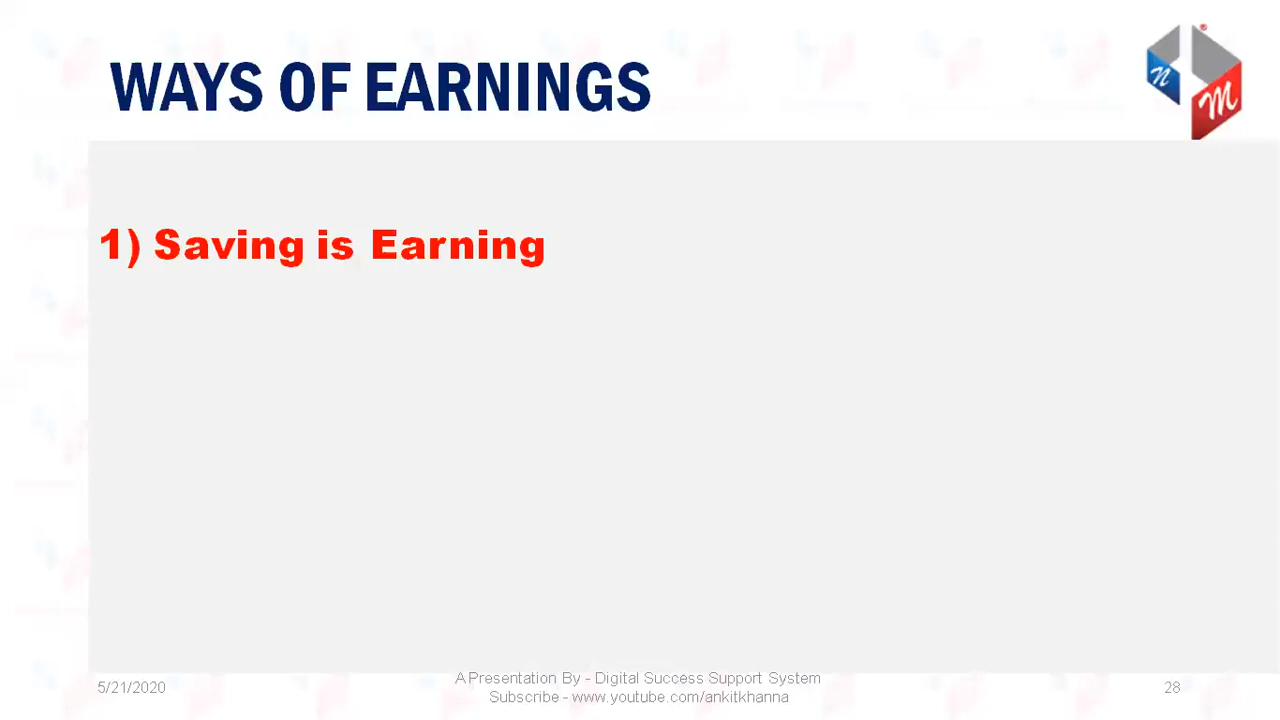 WAYS OF EARNINGS
n
M
®
1) Saving is Earning
5/21/2020
A Presentation By - Digital Success Support System
Subscribe - www.youtube.com/ankitkhanna
28